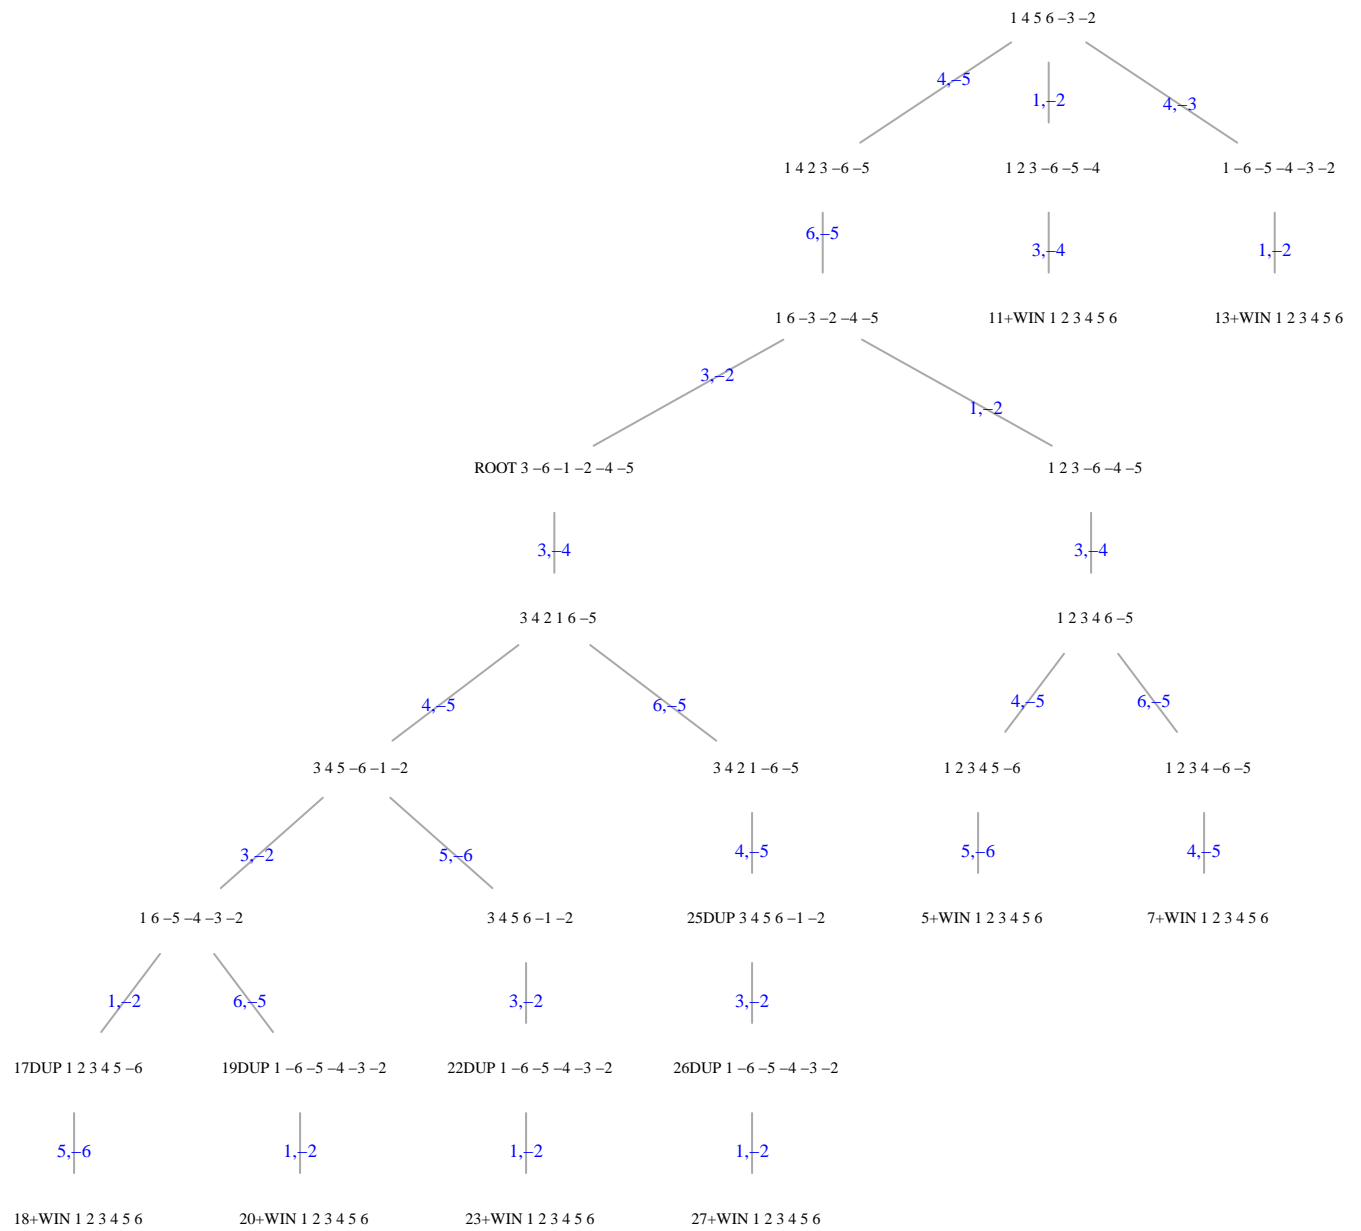 1 4 5 6 –3 –2
4,–5
1,–2
4,–3
1 4 2 3 –6 –5
1 2 3 –6 –5 –4
1 –6 –5 –4 –3 –2
6,–5
3,–4
1,–2
1 6 –3 –2 –4 –5
11+WIN 1 2 3 4 5 6
13+WIN 1 2 3 4 5 6
3,–2
1,–2
ROOT 3 –6 –1 –2 –4 –5
1 2 3 –6 –4 –5
3,–4
3,–4
3 4 2 1 6 –5
1 2 3 4 6 –5
4,–5
6,–5
4,–5
6,–5
3 4 5 –6 –1 –2
3 4 2 1 –6 –5
1 2 3 4 5 –6
1 2 3 4 –6 –5
3,–2
5,–6
4,–5
5,–6
4,–5
1 6 –5 –4 –3 –2
3 4 5 6 –1 –2
25DUP 3 4 5 6 –1 –2
5+WIN 1 2 3 4 5 6
7+WIN 1 2 3 4 5 6
1,–2
6,–5
3,–2
3,–2
17DUP 1 2 3 4 5 –6
19DUP 1 –6 –5 –4 –3 –2
22DUP 1 –6 –5 –4 –3 –2
26DUP 1 –6 –5 –4 –3 –2
5,–6
1,–2
1,–2
1,–2
18+WIN 1 2 3 4 5 6
20+WIN 1 2 3 4 5 6
23+WIN 1 2 3 4 5 6
27+WIN 1 2 3 4 5 6